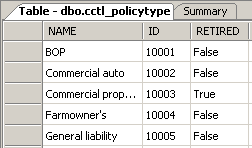 Table - dbo.cctl_policytype Summary
NAME ID RETIRED
BOP 10001 False
Commercial auto 10002 False
Commercial prop... 10003 True
Farmowner's 10004 False
General liability 10005 False